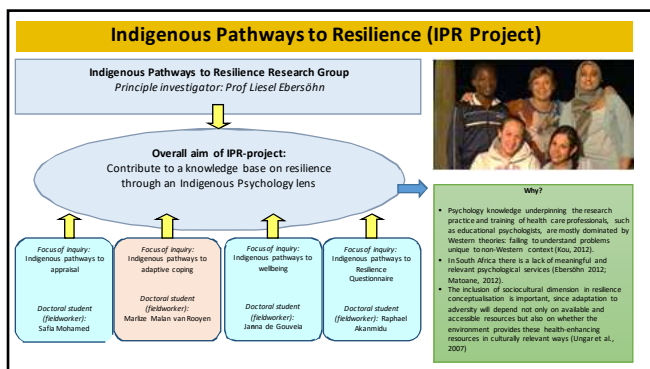 Indigenous Pathways to Resilience (IPR Project)
Indigenous Pathways to Resilience Research Group
Principle investigator: Prof Liesel Ebersöhn
Overall aim of IPR-project:
Contribute to a knowledge base on resilience
through an Indigenous Psychology lens
Focus of inquiry:
Indigenous pathways to
appraisal
Doctoral student
(fieldworker):
Safia Mohamed
Focus of inquiry:
Indigenous pathways
to adaptive coping
Doctoral student
(fieldworker):
Marlize Malan van Rooyen
Focus of inquiry:
Indigenous pathways to
wellbeing
Doctoral student
(fieldworker):
Janna de Gouveia
Focus of inquiry:
Indigenous pathways to
Resilience
Questionnaire
Doctoral student
(fieldworker): Raphael
Akanmidu
Why?
▪ Psychology knowledge underpinning the research
practice and training of health care professionals, such
as educational psychologists, are mostly dominated by
Western theories: failing to understand problems
unique to non-Western context (Kou, 2012).
▪ In South Africa there is a lack of meaningful and
relevant psychological services (Ebersöhn 2012;
Matoane, 2012).
▪ The inclusion of sociocultural dimension in resilience
conceptualisation is important, since adaptation to
adversity will depend not only on available and
accessible resources but also on whether the
environment provides these health-enhancing
resources in culturally relevant ways (Ungar et al.,
2007)